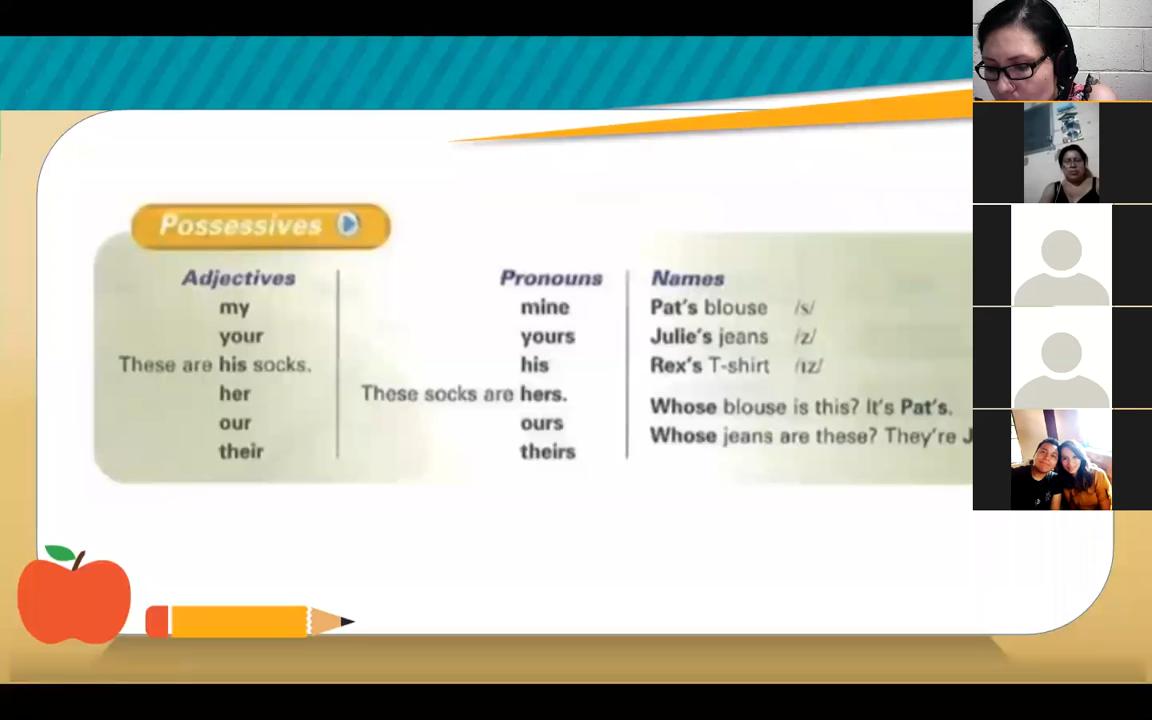 Possessives
Adjectives
my
your
These are his socks.
her
our
their
Pronouns
mine
yours
his
These socks are hers.
ours
theirs
Names
Pat's blouse /s/
Julie's jeans /z/
Rex's T-shirt /ɪz/
Whose blouse is this? It's Pat's.
Whose jeans are these? They're J